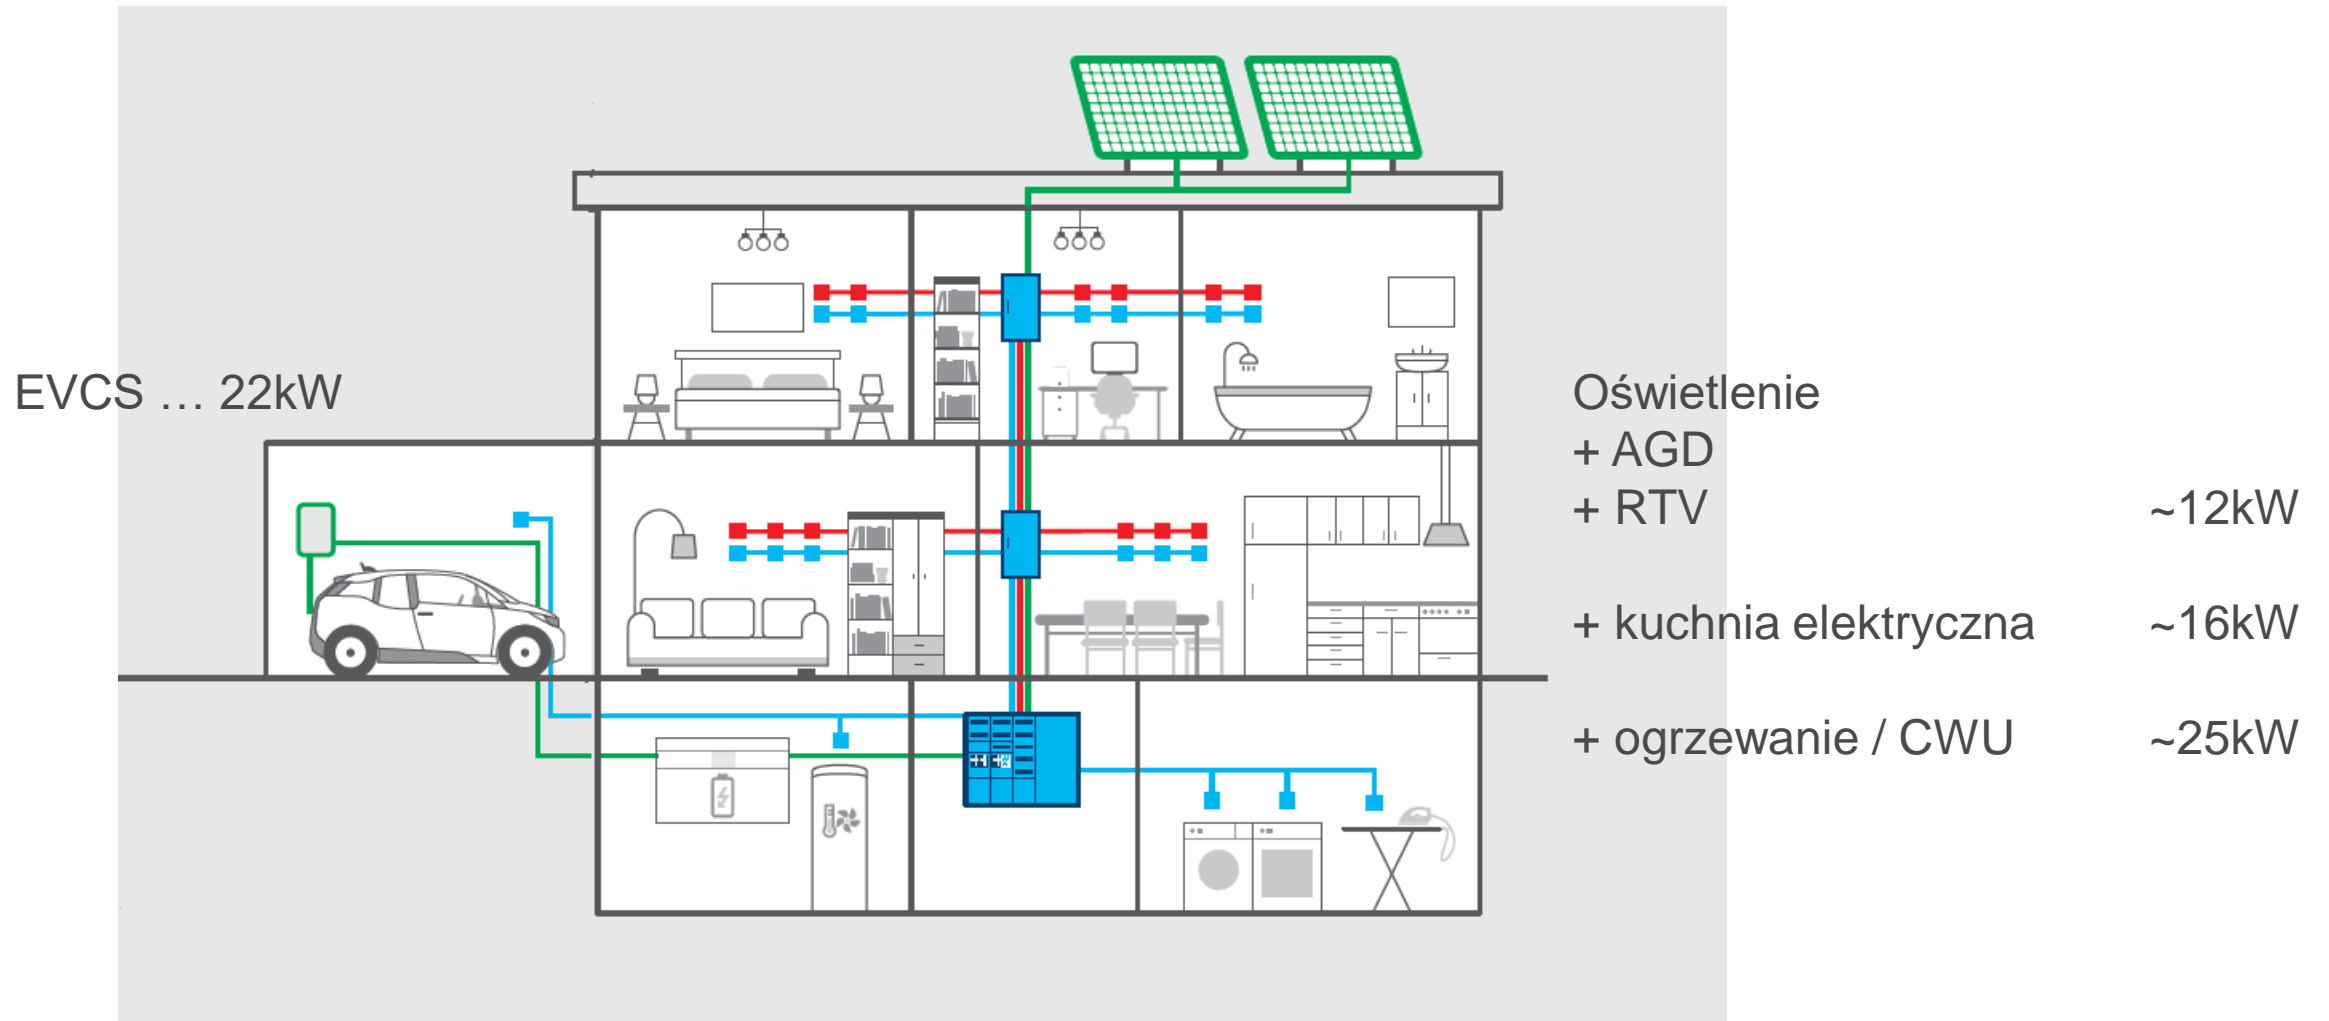 EVCS … 22kW
Oświetlenie
+ AGD
+ RTV ~12kW
+ kuchnia elektryczna ~16kW
+ ogrzewanie / CWU ~25kW